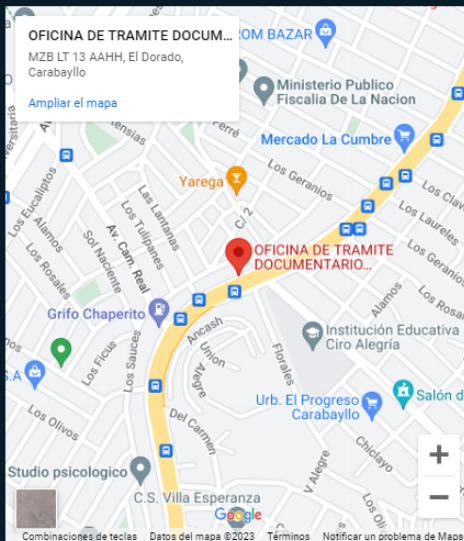 OFICINA DE TRAMITE DOCUM...
MZB LT 13 AAHH, El Dorado,
Carabayllo
Ampliar el mapa
ROM BAZAR
Ministerio Publico
Fiscalia De La Nacion
Ferré
Mercado La Cumbre
Yarega
Los Geranios
C. 2
Los Eucaliptos
Las Lantanas
Los Tulipanes
Av. Cam. Real
Sol Naciente
Alamos
Los Rosales
Los Laureles
Los Geranios
OFICINA DE TRAMITE
DOCUMENTARIO...
Alamos
Grifo Chaperito
Ancash
Union
Alegre
Florales
Institución Educativa
Ciro Alegría
Los Ficus
Los Sauces
S.A
Urb. El Progreso
Carabayllo
Salón d
Los Olivos
Del Carmen
V Alegre
Chiclayo
Studio psicologico
C.S. Villa Esperanza
Google
Combinaciones de teclas
Datos del mapa ©2023
Términos
Notificar un problema de Maps